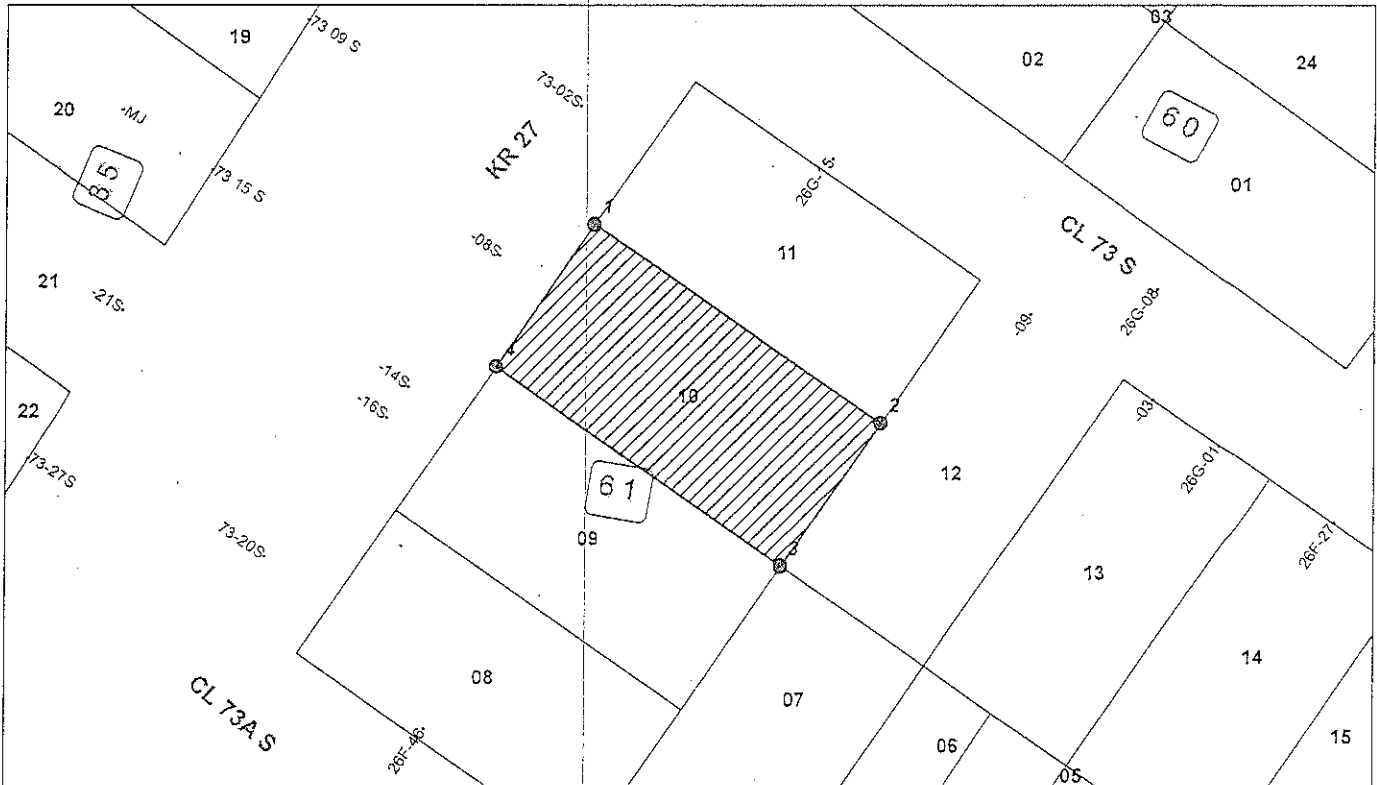 19
-73 09 S
03
02
24
73-02S-
20
-MJ
60
KR 27
85
-73 15 S
26G-15-
01
1
CL 73 S
-08S-
11
21
-21S-
26G-08-
-09-
4
-14S-
10
-16S-
22
2
-03-
-73-27S
12
26G-01-
61
73-20S-
09
3
13
26F-27-
08
07
14
CL 73A S
26F-46-
06
15
05